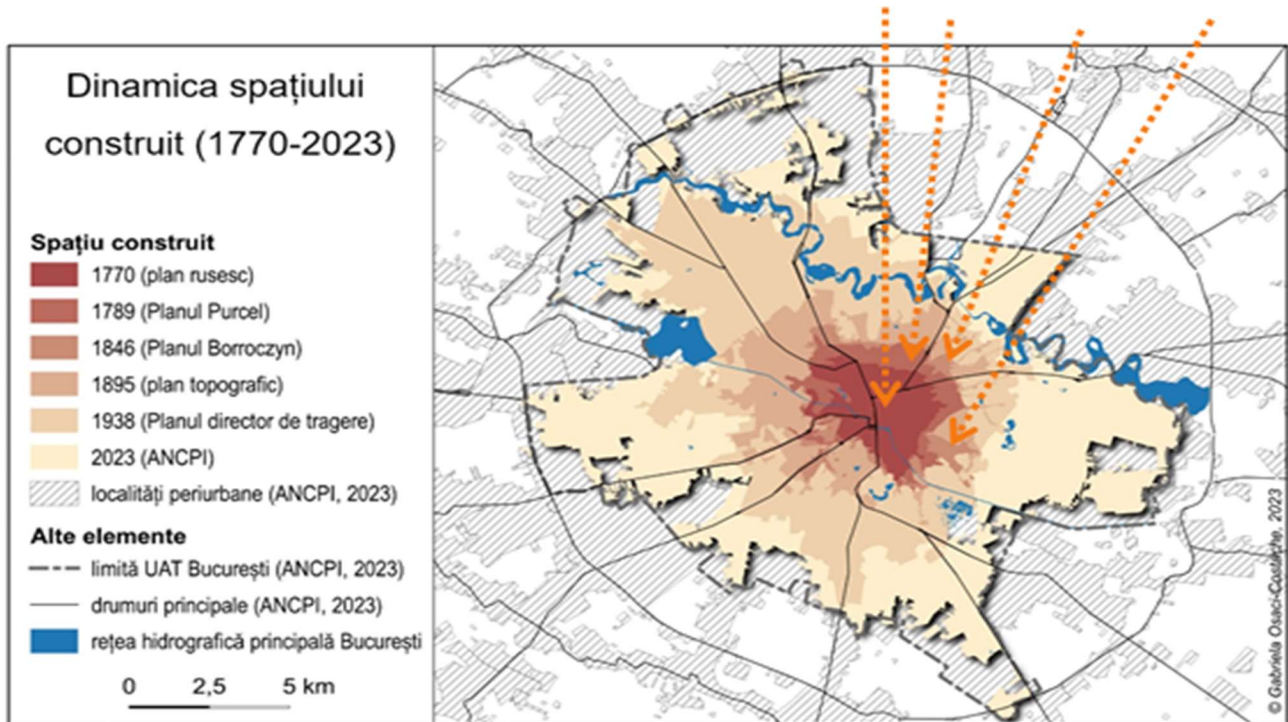 Dinamica spațiului
construit (1770-2023)
Spațiu construit
1770 (plan rusesc)
1789 (Planul Purcel)
1846 (Planul Borroczyn)
1895 (plan topografic)
1938 (Planul director de tragere)
2023 (ANCPI)
localități periurbane (ANCPI, 2023)
Alte elemente
limită UAT București (ANCPI, 2023)
drumuri principale (ANCPI, 2023)
rețea hidrografică principală București
0 2,5 5 km
© Gabriela Osaci-Costache, 2023